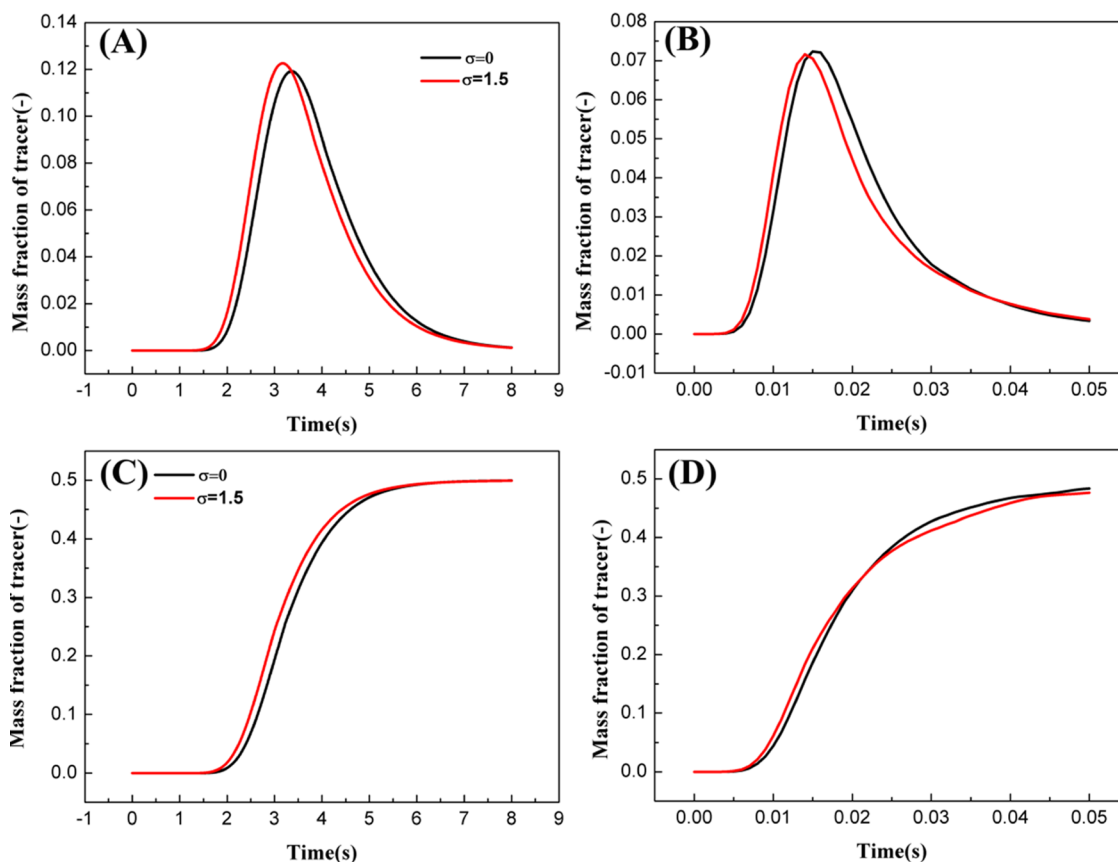 (A)
σ=0
σ=1.5
0.14
0.12
0.10
0.08
0.06
0.04
0.02
0.00
Mass fraction of tracer(-)
-1 0 1 2 3 4 5 6 7 8 9
Time(s)
(B)
0.08
0.07
0.06
0.05
0.04
0.03
0.02
0.01
0.00
-0.01
Mass fraction of tracer(-)
0.00 0.01 0.02 0.03 0.04 0.05
Time(s)
(C)
σ=0
σ=1.5
0.5
0.4
0.3
0.2
0.1
0.0
Mass fraction of tracer(-)
-1 0 1 2 3 4 5 6 7 8 9
Time(s)
(D)
0.5
0.4
0.3
0.2
0.1
0.0
Mass fraction of tracer(-)
0.00 0.01 0.02 0.03 0.04 0.05
Time(s)